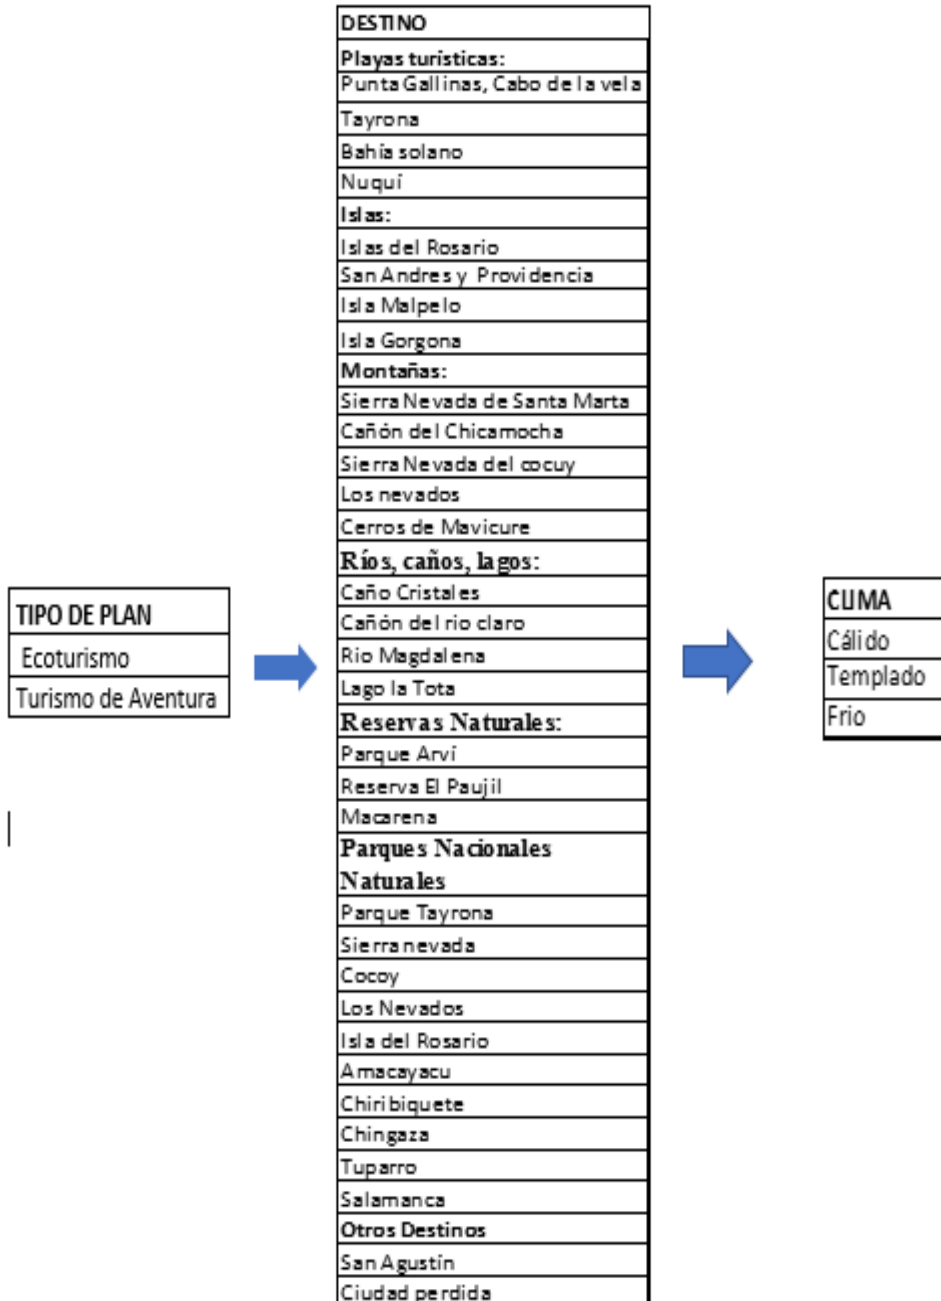 TIPO DE PLAN
Ecoturismo
Turismo de Aventura
DESTINO
Playas turisticas:
Punta Gallinas, Cabo de la vela
Tayrona
Bahía solano
Nuquí
Islas:
Islas del Rosario
San Andres y Providencia
Isla Malpelo
Isla Gorgona
Montañas:
Sierra Nevada de Santa Marta
Cañón del Chicamocha
Sierra Nevada del cocuy
Los nevados
Cerros de Mavicure
Ríos, caños, lagos:
Caño Cristales
Cañón del rio claro
Rio Magdalena
Lago la Tota
Reservas Naturales:
Parque Arví
Reserva El Paujil
Macarena
Parques Nacionales
Naturales
Parque Tayrona
Sierra nevada
Cocoy
Los Nevados
Isla del Rosario
Amacayacu
Chiribiquete
Chingaza
Tuparro
Salamanca
Otros Destinos
San Agustín
Ciudad perdida
CLIMA
Cálido
Templado
Frio